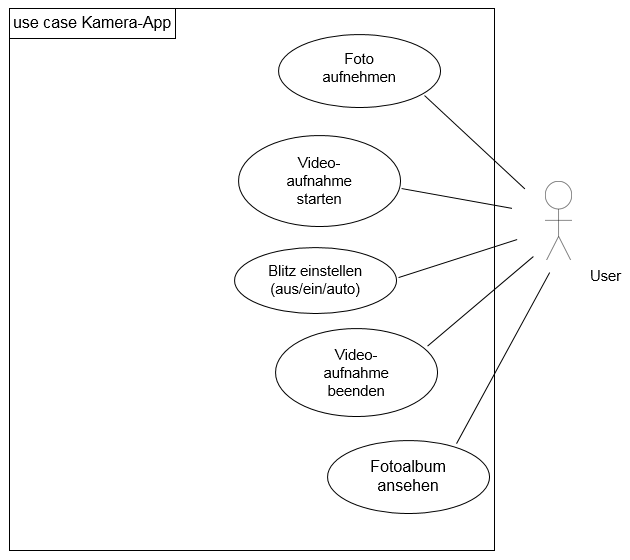 use case Kamera-App
Foto
aufnehmen
Video-
aufnahme
starten
Blitz einstellen
(aus/ein/auto)
User
Video-
aufnahme
beenden
Fotoalbum
ansehen